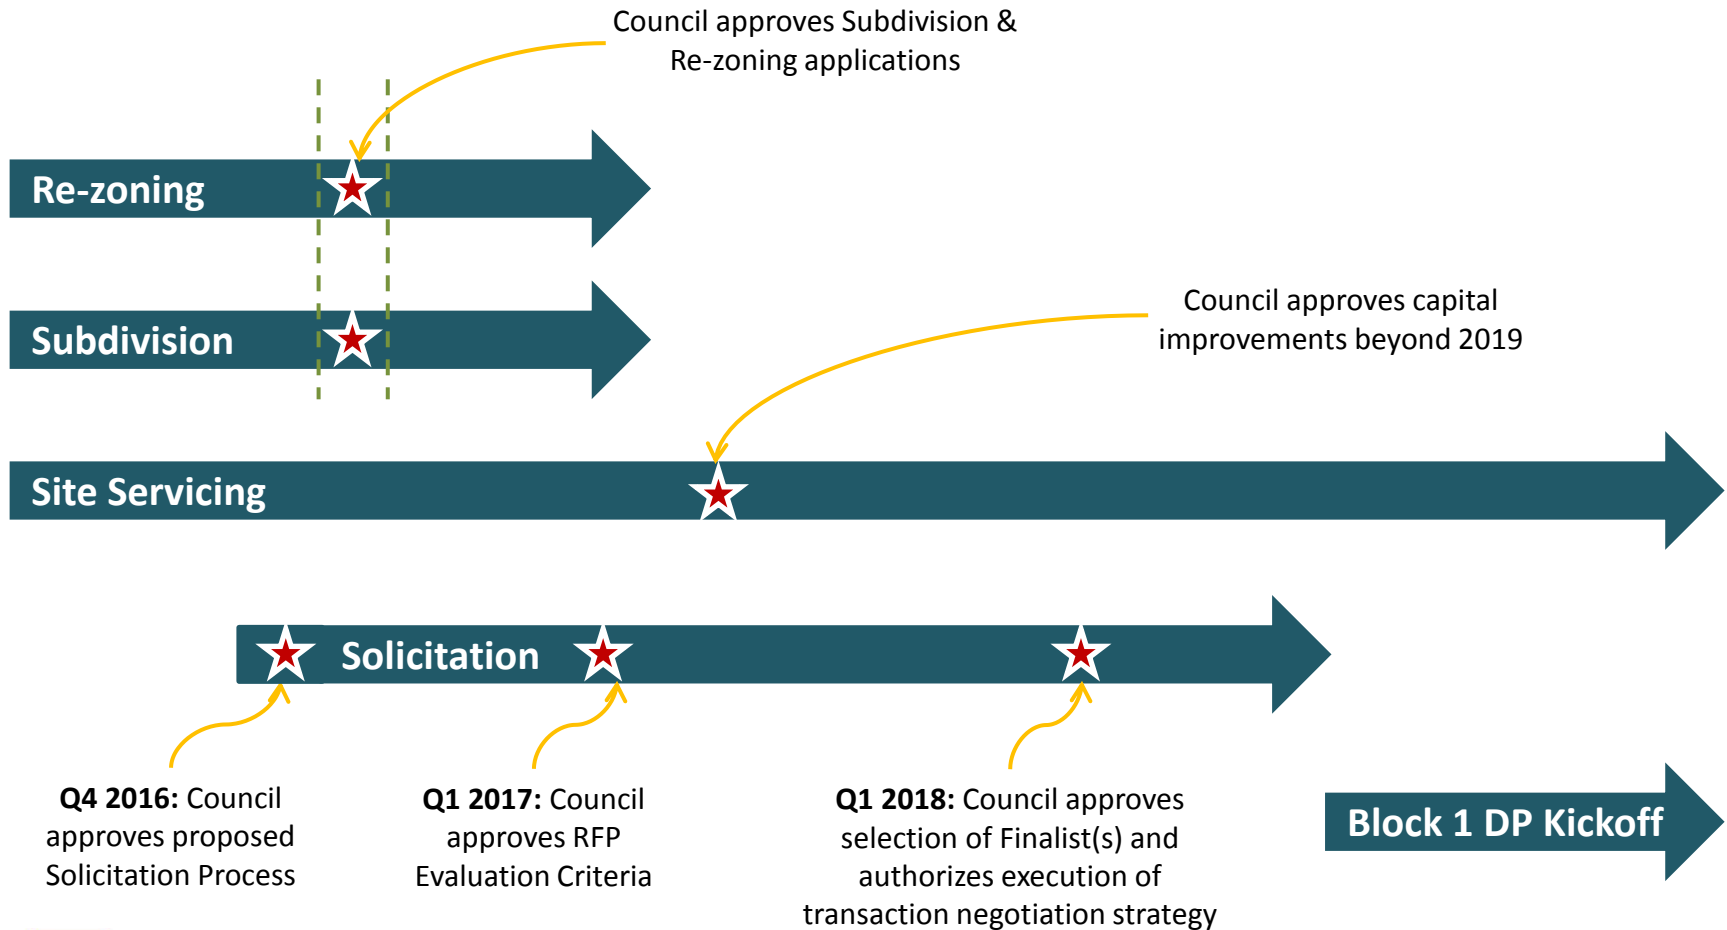 Council approves Subdivision &
Re-zoning applications
Re-zoning
Subdivision
Council approves capital
improvements beyond 2019
Site Servicing
Solicitation
Q4 2016: Council
approves proposed
Solicitation Process
Q1 2017: Council
approves RFP
Evaluation Criteria
Q1 2018: Council approves
selection of Finalist(s) and
authorizes execution of
transaction negotiation strategy
Block 1 DP Kickoff